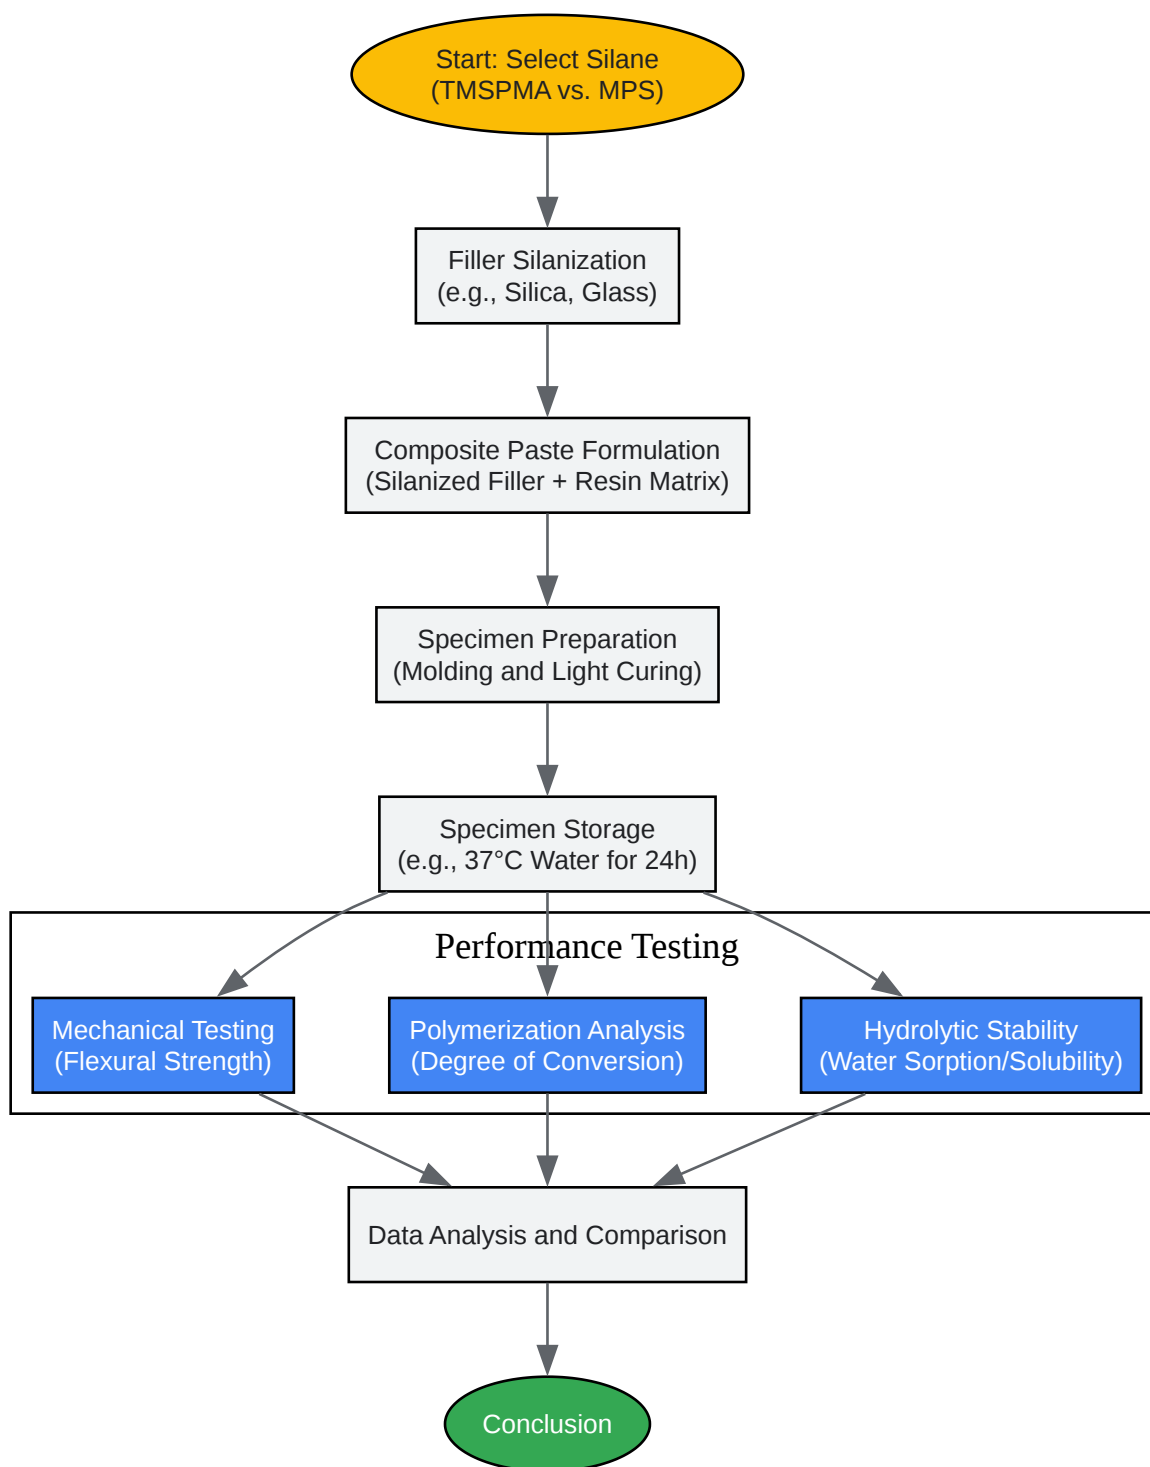 Start: Select Silane
(TMSPMA vs. MPS)
Filler Silanization
(e.g., Silica, Glass)
Composite Paste Formulation
(Silanized Filler + Resin Matrix)
Specimen Preparation
(Molding and Light Curing)
Specimen Storage
(e.g., 37°C Water for 24h)
Performance Testing
Mechanical Testing
(Flexural Strength)
Polymerization Analysis
(Degree of Conversion)
Hydrolytic Stability
(Water Sorption/Solubility)
Data Analysis and Comparison
Conclusion